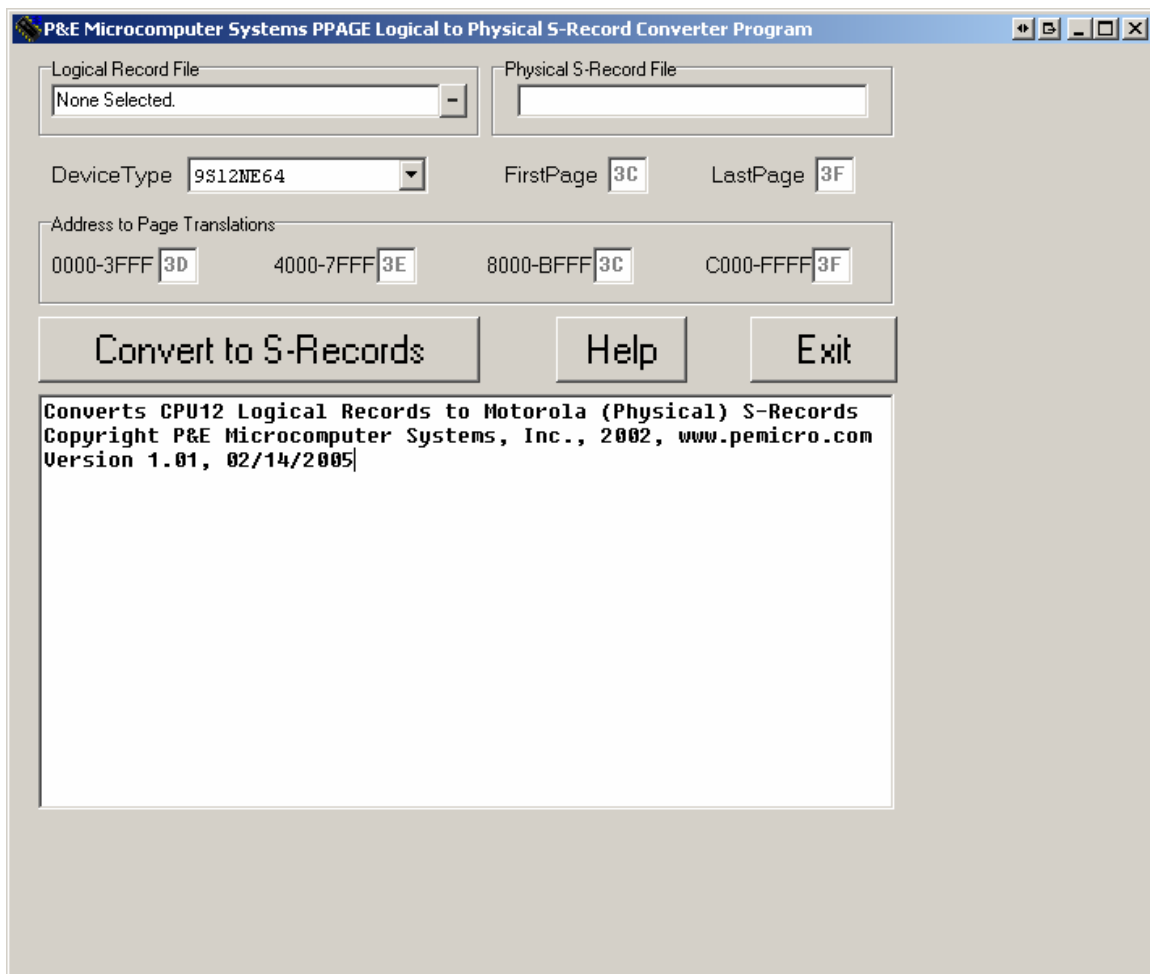 P&E Microcomputer Systems PPAGE Logical to Physical S-Record Converter Program
Logical Record File
None Selected.
Physical S-Record File
DeviceType 9S12NE64 FirstPage 3C LastPage 3F
Address to Page Translations
0000-3FFF 3D 4000-7FFF 3E 8000-BFFF 3C C000-FFFF 3F
Convert to S-Records Help Exit
Converts CPU12 Logical Records to Motorola (Physical) S-Records
Copyright P&E Microcomputer Systems, Inc., 2002, www.pemicro.com
Version 1.01, 02/14/2005